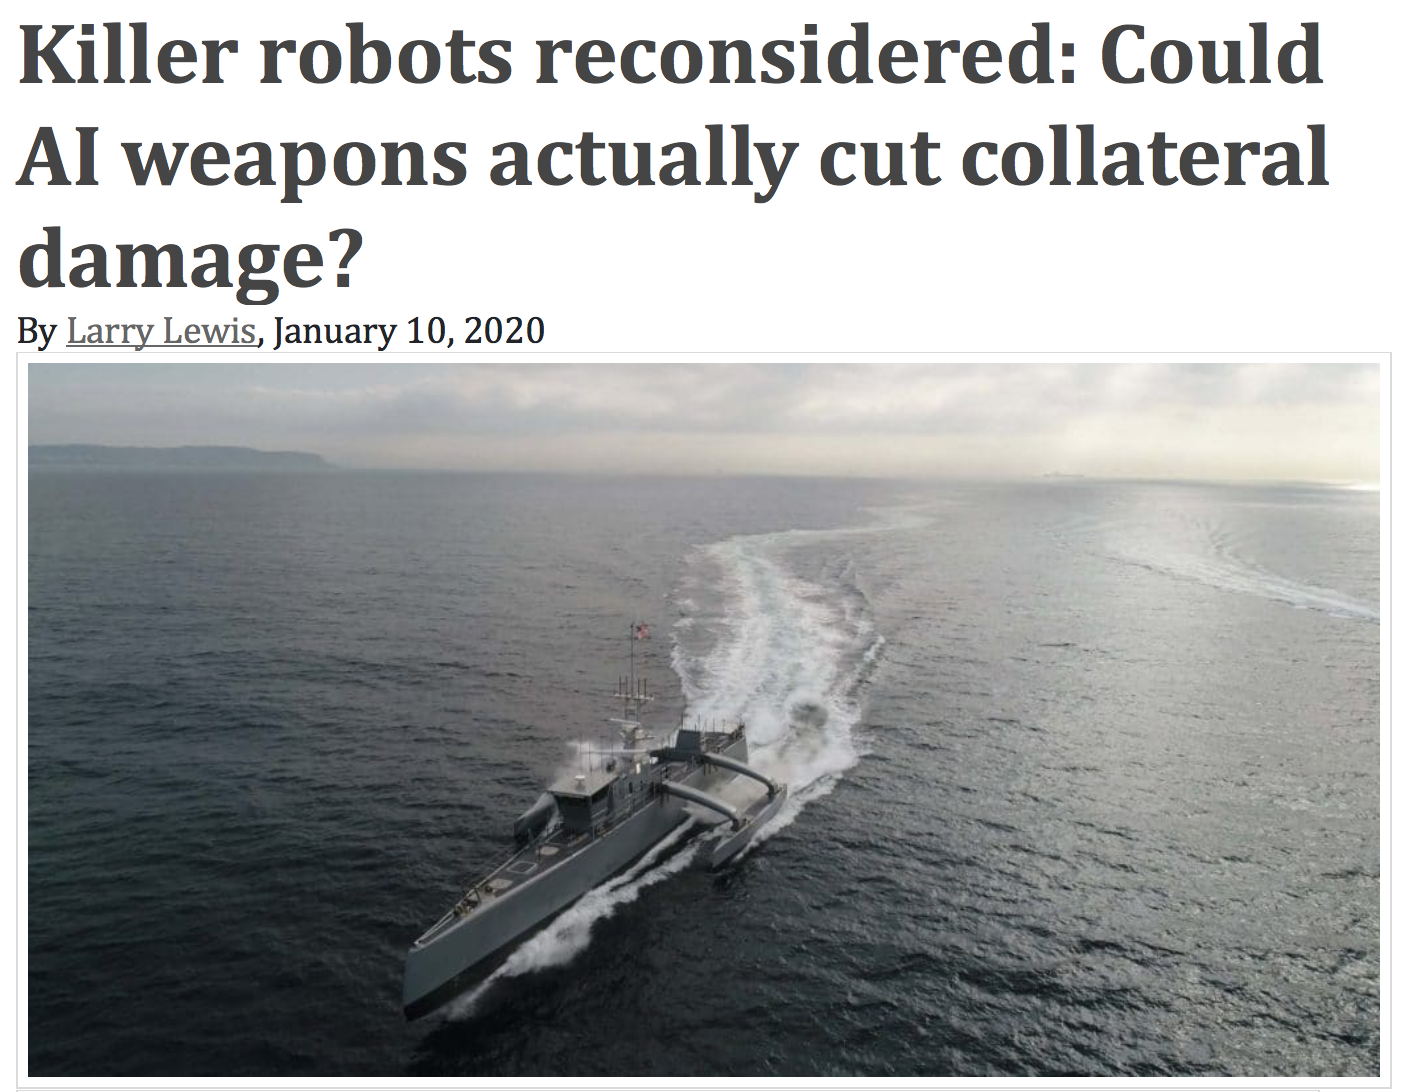 Killer robots reconsidered: Could
AI weapons actually cut collateral
damage?
By Larry Lewis, January 10, 2020